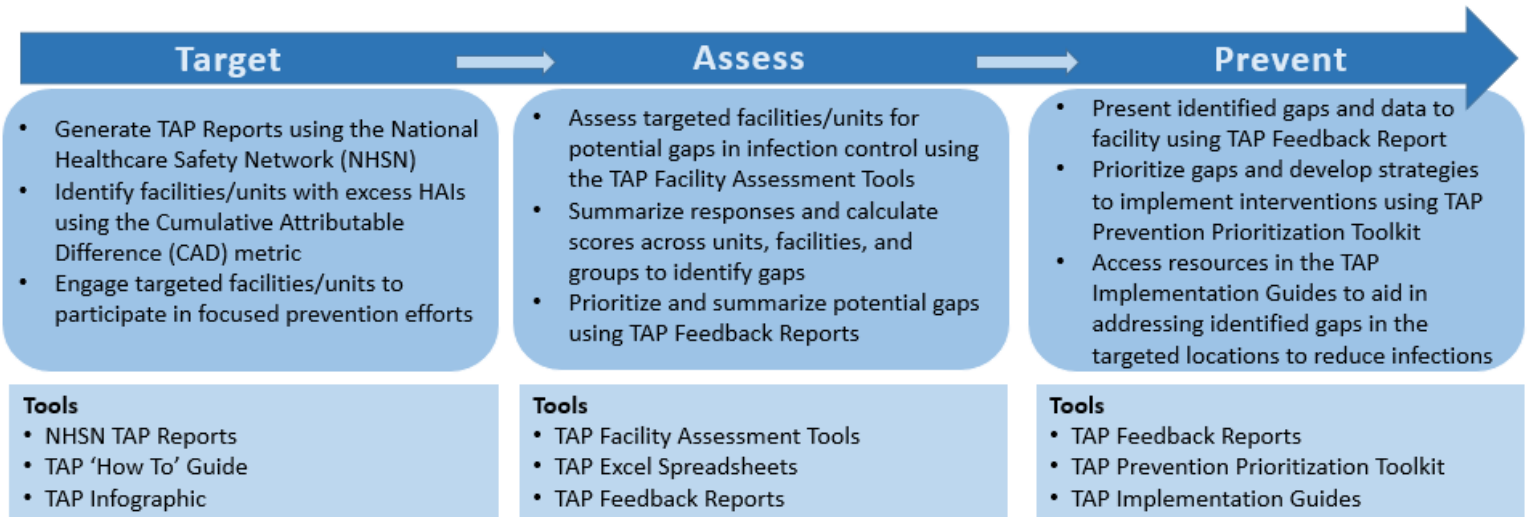 Target
Assess
Prevent
• Generate TAP Reports using the National
Healthcare Safety Network (NHSN)
• Identify facilities/units with excess HAIs
using the Cumulative Attributable
Difference (CAD) metric
• Engage targeted facilities/units to
participate in focused prevention efforts
• Assess targeted facilities/units for
potential gaps in infection control using
the TAP Facility Assessment Tools
• Summarize responses and calculate
scores across units, facilities, and
groups to identify gaps
• Prioritize and summarize potential gaps
using TAP Feedback Reports
• Present identified gaps and data to
facility using TAP Feedback Report
• Prioritize gaps and develop strategies
to implement interventions using TAP
Prevention Prioritization Toolkit
• Access resources in the TAP
Implementation Guides to aid in
addressing identified gaps in the
targeted locations to reduce infections
Tools
• NHSN TAP Reports
• TAP ‘How To’ Guide
• TAP Infographic
Tools
• TAP Facility Assessment Tools
• TAP Excel Spreadsheets
• TAP Feedback Reports
Tools
• TAP Feedback Reports
• TAP Prevention Prioritization Toolkit
• TAP Implementation Guides